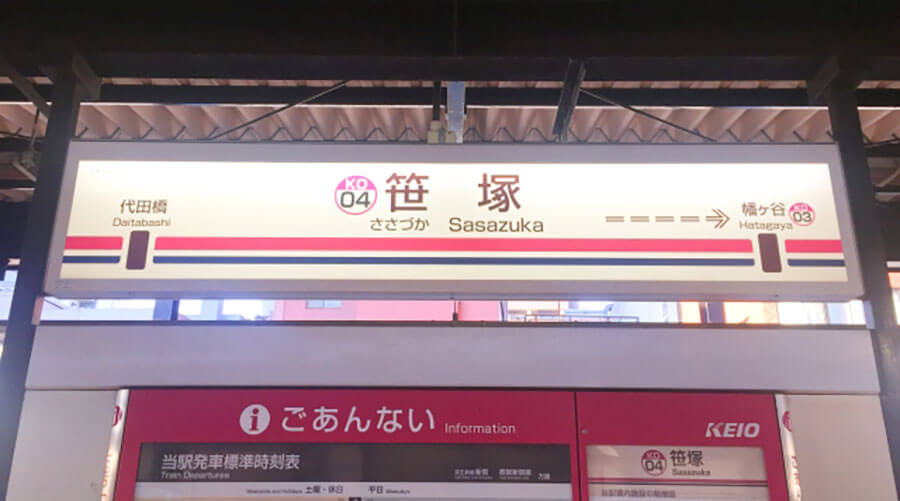 KO
04
笹塚
ささづか Sasazuka
代田橋
Daitabashi
幡ヶ谷
Hatagaya
KO
03
i ごあんない Information
当駅発車標準時刻表
Train Departures
方面
土曜・休日
平日
KEIO
KO
04
笹塚
Sasazuka